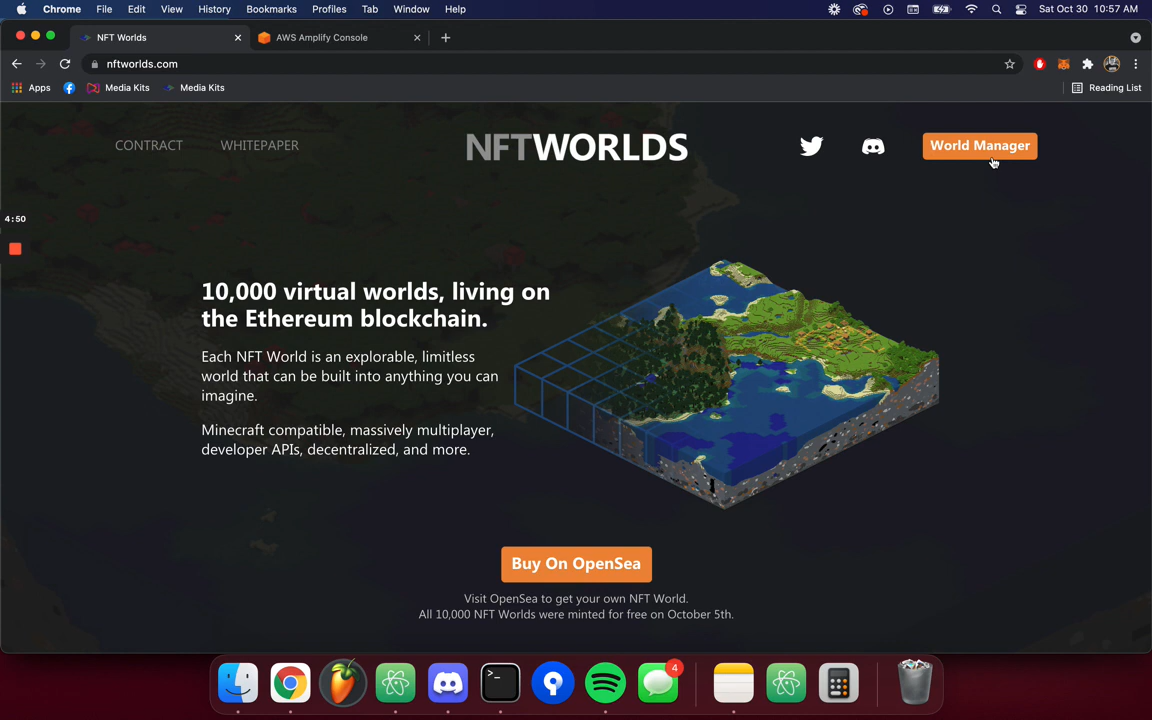 Chrome File Edit View History Bookmarks Profiles Tab Window Help Sat Oct 30 10:57 AM
NFT Worlds AWS Amplify Console
nftworlds.com
Apps Media Kits Media Kits Reading List
CONTRACT WHITEPAPER NFTWORLDS World Manager
4:50
10,000 virtual worlds, living on
the Ethereum blockchain.
Each NFT World is an explorable, limitless
world that can be built into anything you can
imagine.
Minecraft compatible, massively multiplayer,
developer APIs, decentralized, and more.
Buy On OpenSea
Visit OpenSea to get your own NFT World.
All 10,000 NFT Worlds were minted for free on October 5th.
>_
4